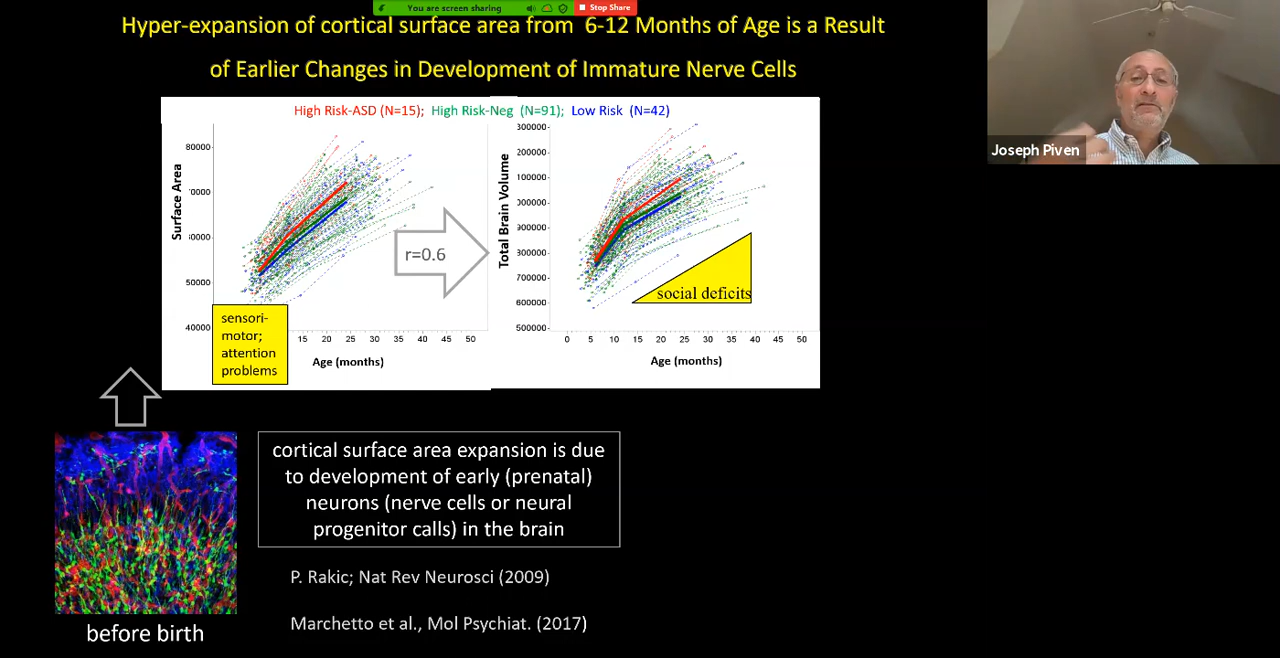 You are screen sharing
Stop Share
Hyper-expansion of cortical surface area from 6-12 Months of Age is a Result
of Earlier Changes in Development of Immature Nerve Cells
Joseph Piven
High Risk-ASD (N=15); High Risk-Neg (N=91); Low Risk (N=42)
Surface Area
80000
70000
60000
50000
40000
15 20 25 30 35 40 45 50
Age (months)
sensori-
motor;
attention
problems
r=0.6
Total Brain Volume
300000
200000
100000
000000
900000
800000
700000
600000
500000
0 5 10 15 20 25 30 35 40 45 50
Age (months)
social deficits
before birth
cortical surface area expansion is due
to development of early (prenatal)
neurons (nerve cells or neural
progenitor calls) in the brain
P. Rakic; Nat Rev Neurosci (2009)
Marchetto et al., Mol Psychiat. (2017)